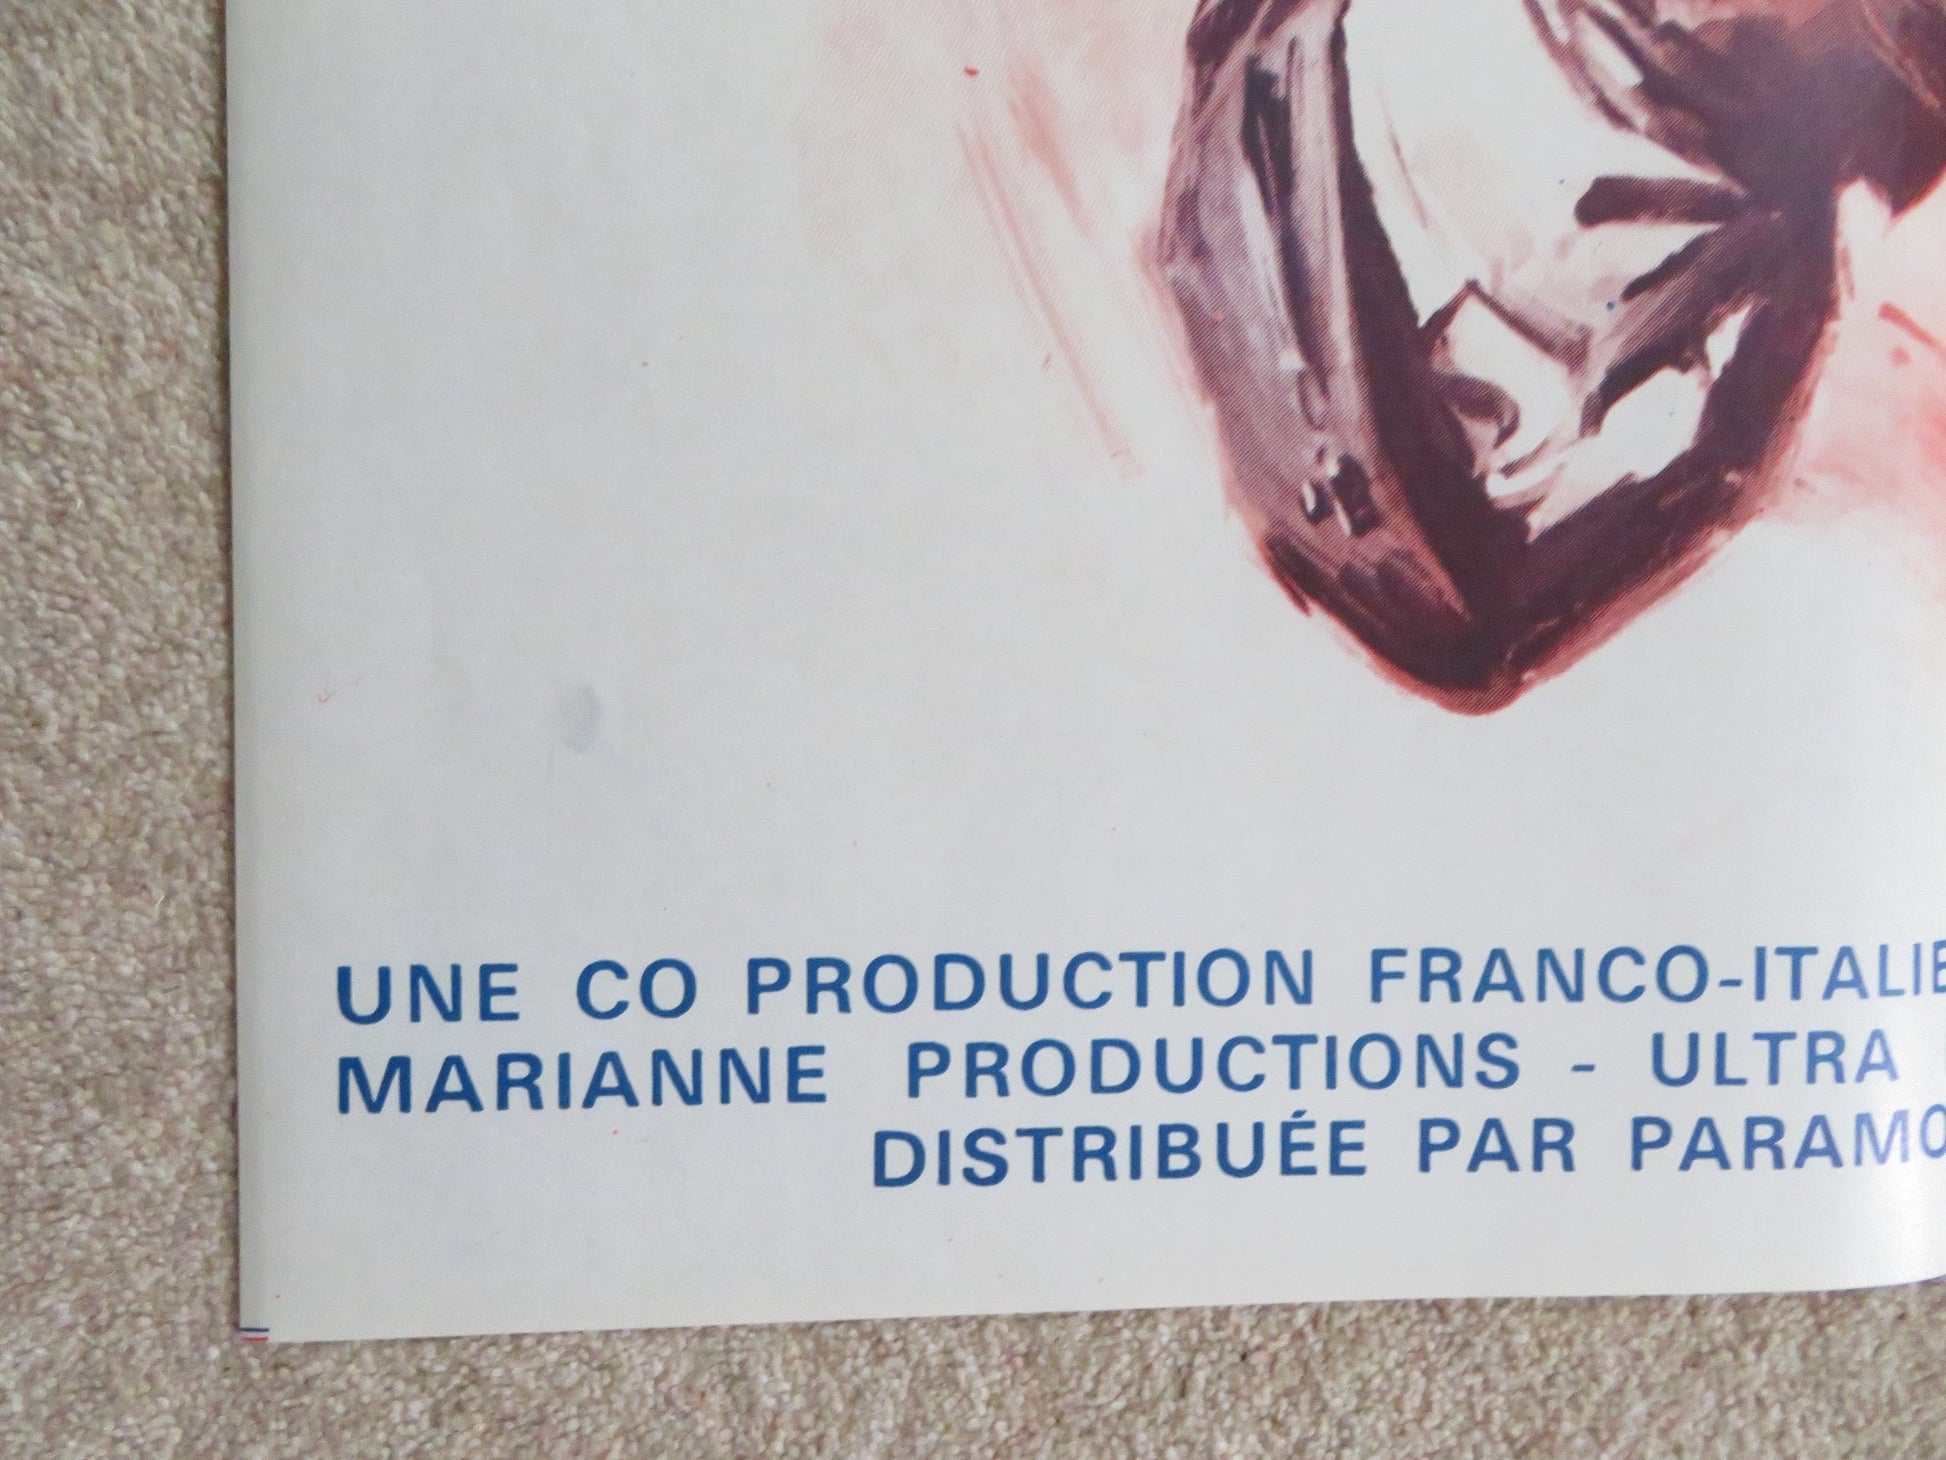 UNE CO PRODUCTION FRANCO-ITALIE
MARIANNE PRODUCTIONS - ULTRA
DISTRIBUÉE PAR PARAMO